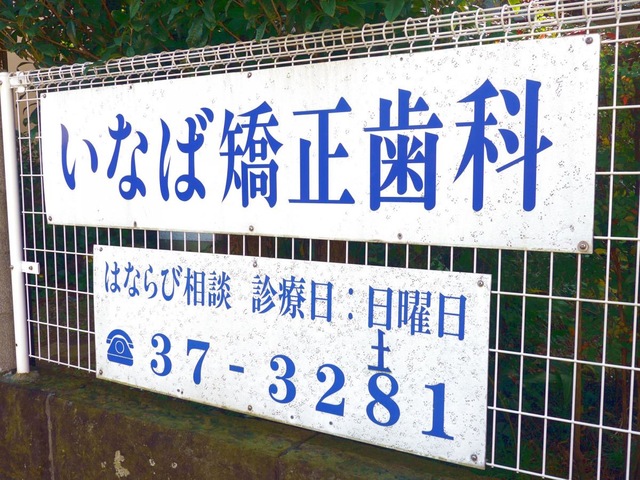 いなば矯正歯科
はならび相談 診療日：日曜日
土
☎37-3281